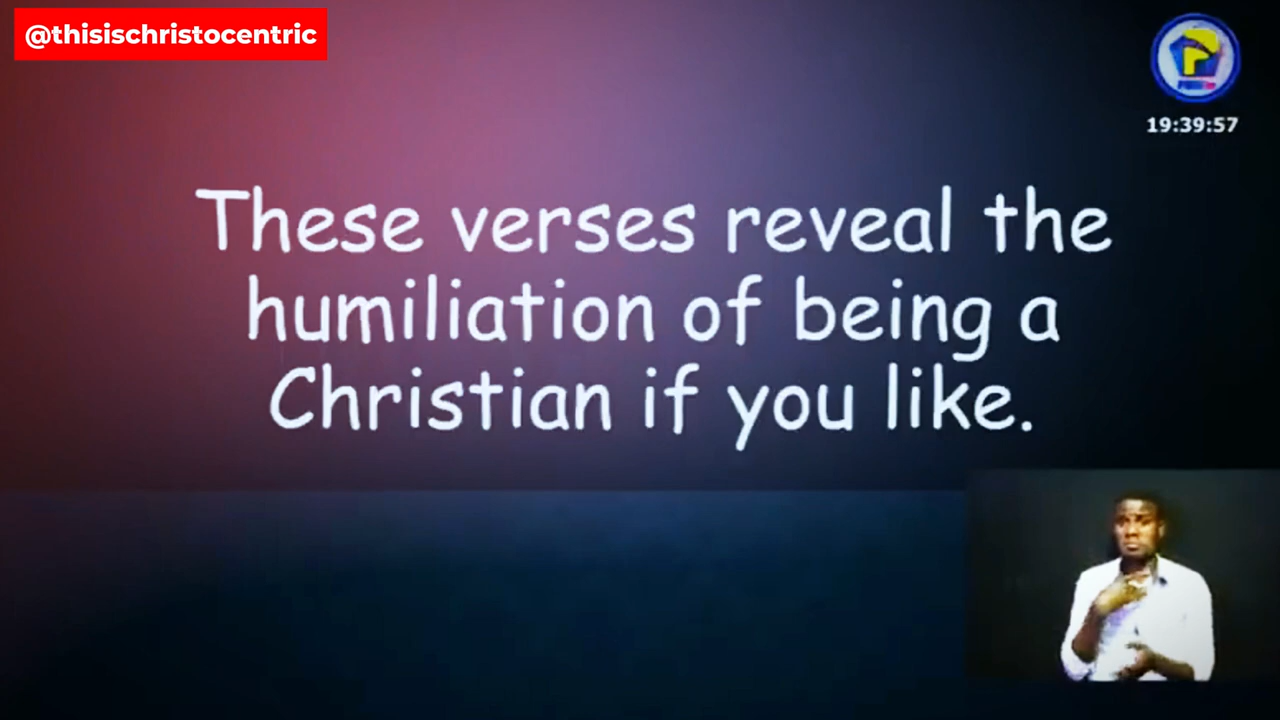 @thisischristocentric
19:39:57
These verses reveal the
humiliation of being a
Christian if you like.